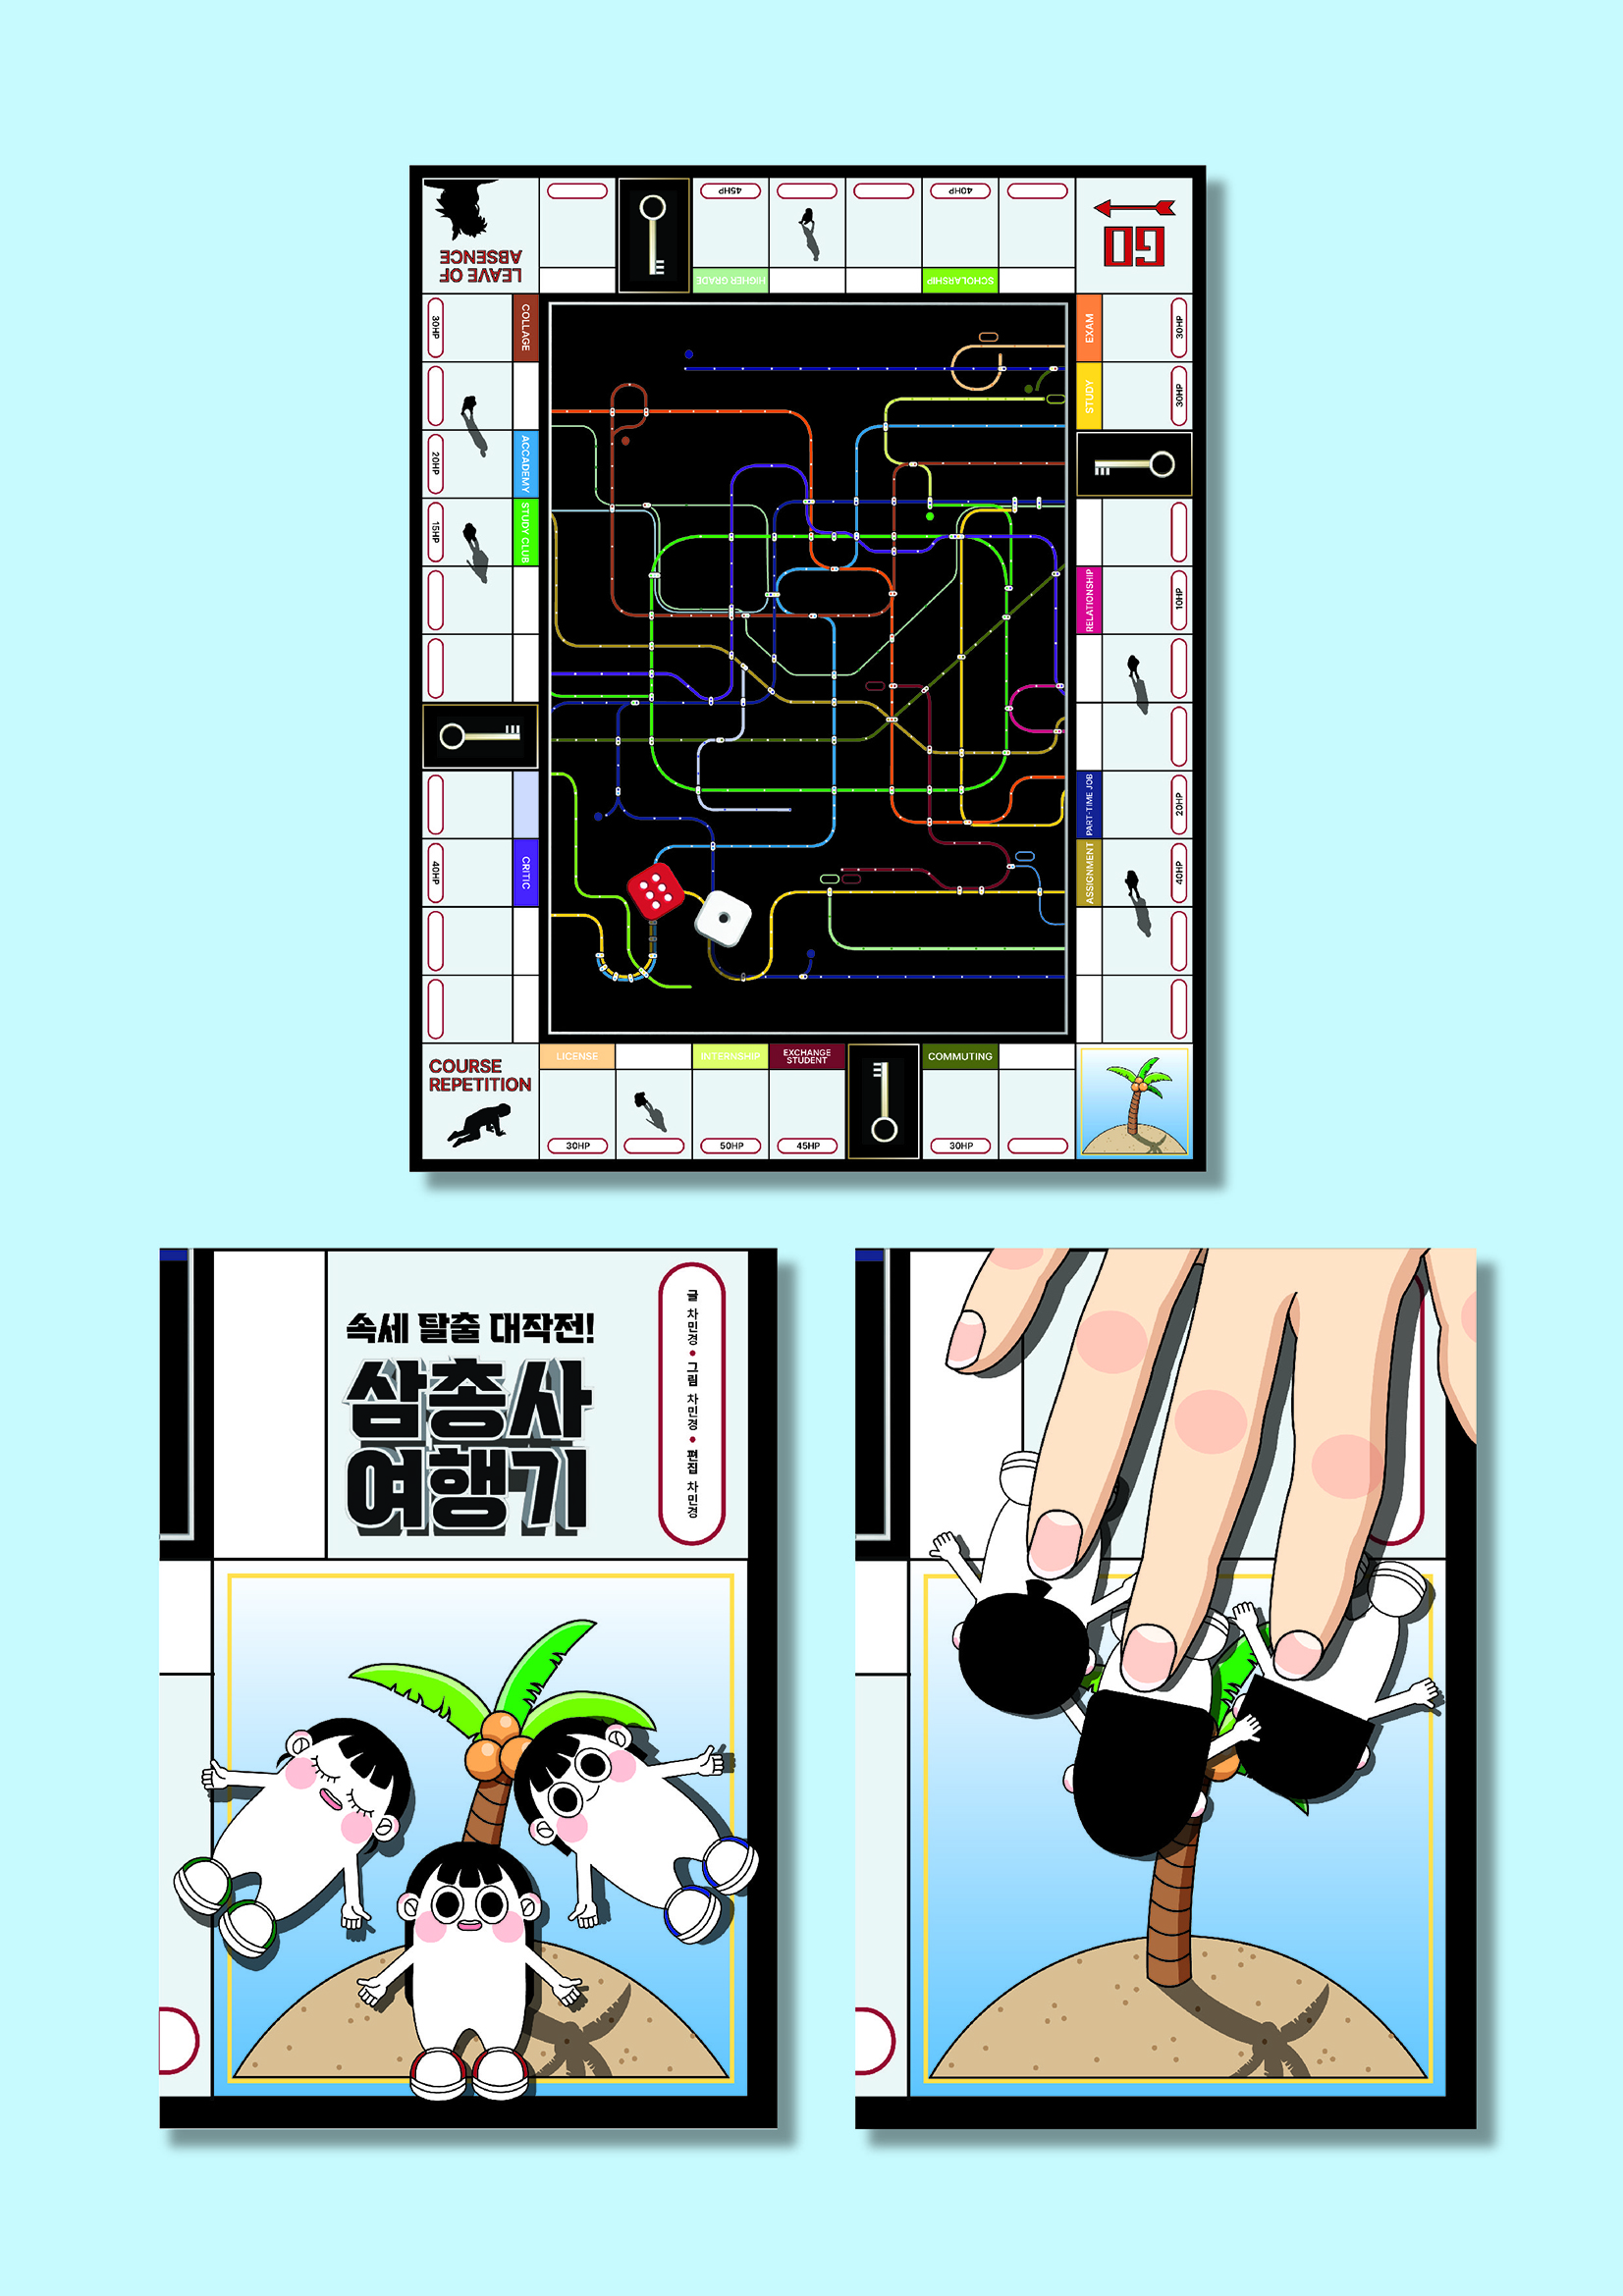 LEAVE OF
ABSENCE
45HP
HIGHER GRADE
40HP
SCHOLARSHIP
GO
30HP
COLLAGE
20HP
ACCADEMY
15HP
STUDY CLUB
40HP
CRITIC
EXAM
30HP
STUDY
30HP
RELATIONSHIP
10HP
PART-TIME JOB
20HP
ASSIGNMENT
40HP
COURSE
REPETITION
LICENSE
30HP
INTERNSHIP
50HP
EXCHANGE
STUDENT
45HP
COMMUTING
30HP
속세 탈출 대작전!
삼총사
여행기
글 차민경 • 그림 차민경 • 편집 차민경